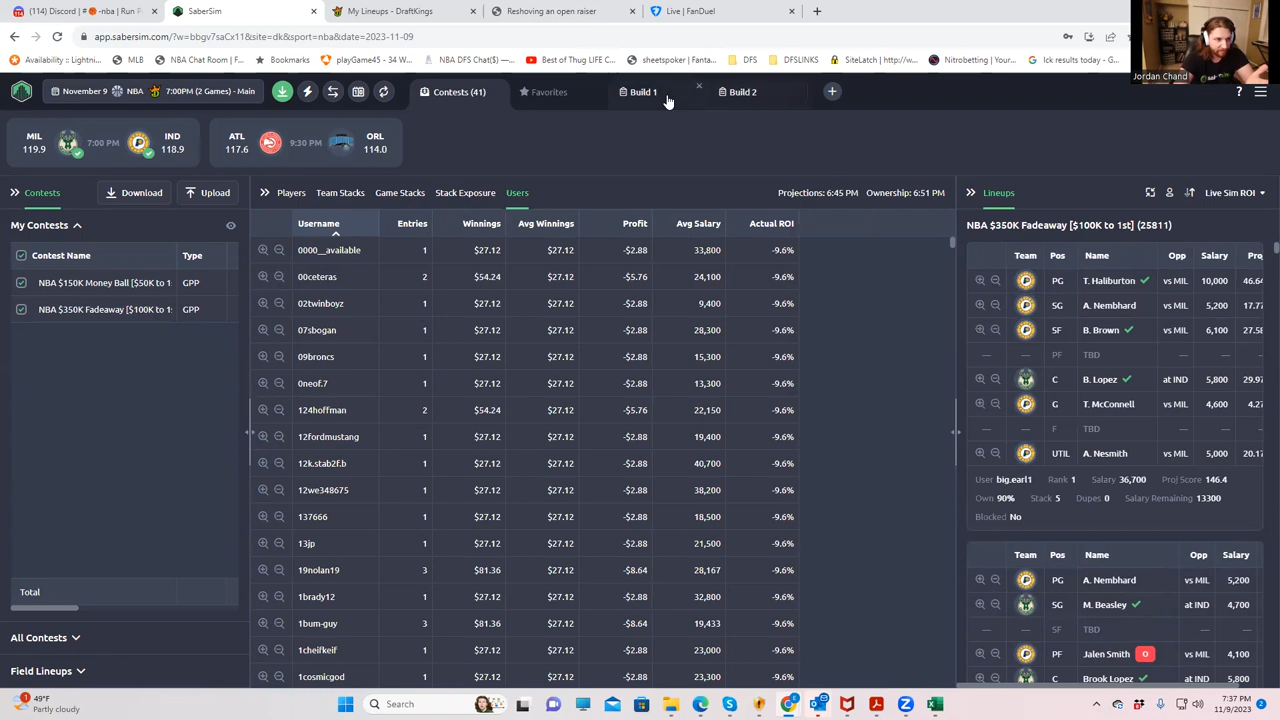 (114) Discord | # 🏀-nba | Run P
SaberSim
My Lineups - DraftKings
Reshoving an open raiser
Live | FanDuel
app.sabersim.com/?w=bbgv7saCx11&site=dk&sport=nba&date=2023-11-09
Availability :: Lightnin...
MLB
NBA Chat Room
Bitcoin
playGame45 - 34 W...
NBA DFS Chat($)—...
Best of Thug LIFE C...
sheetspoker | Fanta...
DFS
DFSLINKS
SiteLatch | http://w...
Nitrobetting | You...
Ick results today - G...
Jordan Chand
November 9 NBA 7:00PM (2 Games) - Main
Contests (41)
Favorites
Build 1
Build 2
MIL 7:00 PM IND
119.9 118.9
ATL 9:30 PM ORL
117.6 114.0
Contests Download Upload
My Contests
Contest Name Type
NBA $150K Money Ball [$50K to 1 GPP
NBA $350K Fadeaway [$100K to 1: GPP
Total
All Contests
Field Lineups
Players Team Stacks Game Stacks Stack Exposure Users Projections: 6:45 PM Ownership: 6:51 PM
Username Entries Winnings Avg Winnings Profit Avg Salary Actual ROI
0000__available 1 $27.12 $27.12 -$2.88 33,800 -9.6%
00ceteras 2 $54.24 $27.12 -$5.76 24,100 -9.6%
02twinboyz 1 $27.12 $27.12 -$2.88 9,400 -9.6%
07sbogan 1 $27.12 $27.12 -$2.88 28,300 -9.6%
09broncs 1 $27.12 $27.12 -$2.88 15,300 -9.6%
0neof.7 1 $27.12 $27.12 -$2.88 13,300 -9.6%
124hoffman 2 $54.24 $27.12 -$5.76 22,150 -9.6%
12fordmustang 1 $27.12 $27.12 -$2.88 19,400 -9.6%
12k.stab2f.b 1 $27.12 $27.12 -$2.88 40,700 -9.6%
12we348675 1 $27.12 $27.12 -$2.88 38,200 -9.6%
137666 1 $27.12 $27.12 -$2.88 18,500 -9.6%
13jp 1 $27.12 $27.12 -$2.88 21,500 -9.6%
19nolan19 3 $81.36 $27.12 -$8.64 28,167 -9.6%
1brady12 1 $27.12 $27.12 -$2.88 32,800 -9.6%
1bum-guy 3 $81.36 $27.12 -$8.64 19,433 -9.6%
1cheifkeif 1 $27.12 $27.12 -$2.88 23,000 -9.6%
1cosmicgod 1 $27.12 $27.12 -$2.88 23,300 -9.6%
Lineups Live Sim ROI
NBA $350K Fadeaway [$100K to 1st] (25811)
Team Pos Name Opp Salary Proj
PG T. Haliburton vs MIL 10,000 46.64
SG A. Nembhard vs MIL 5,200 17.77
SF B. Brown vs MIL 6,100 27.58
— — PF TBD — —
C B. Lopez at IND 5,800 29.97
G T. McConnell vs MIL 4,600 4.27
— — F TBD — —
UTIL A. Nesmith vs MIL 5,000 20.17
User big.earl1 Rank 1 Salary 36,700 Proj Score 146.4
Own 90% Stack 5 Dupes 0 Salary Remaining 13300
Blocked No
Team Pos Name Opp Salary
PG A. Nembhard vs MIL 5,200
SG M. Beasley at IND 4,700
— — SF TBD — —
PF Jalen Smith O vs MIL 4,100
C Brook Lopez at IND 5,800
49°F
Partly cloudy
Search
7:37 PM
11/9/2023